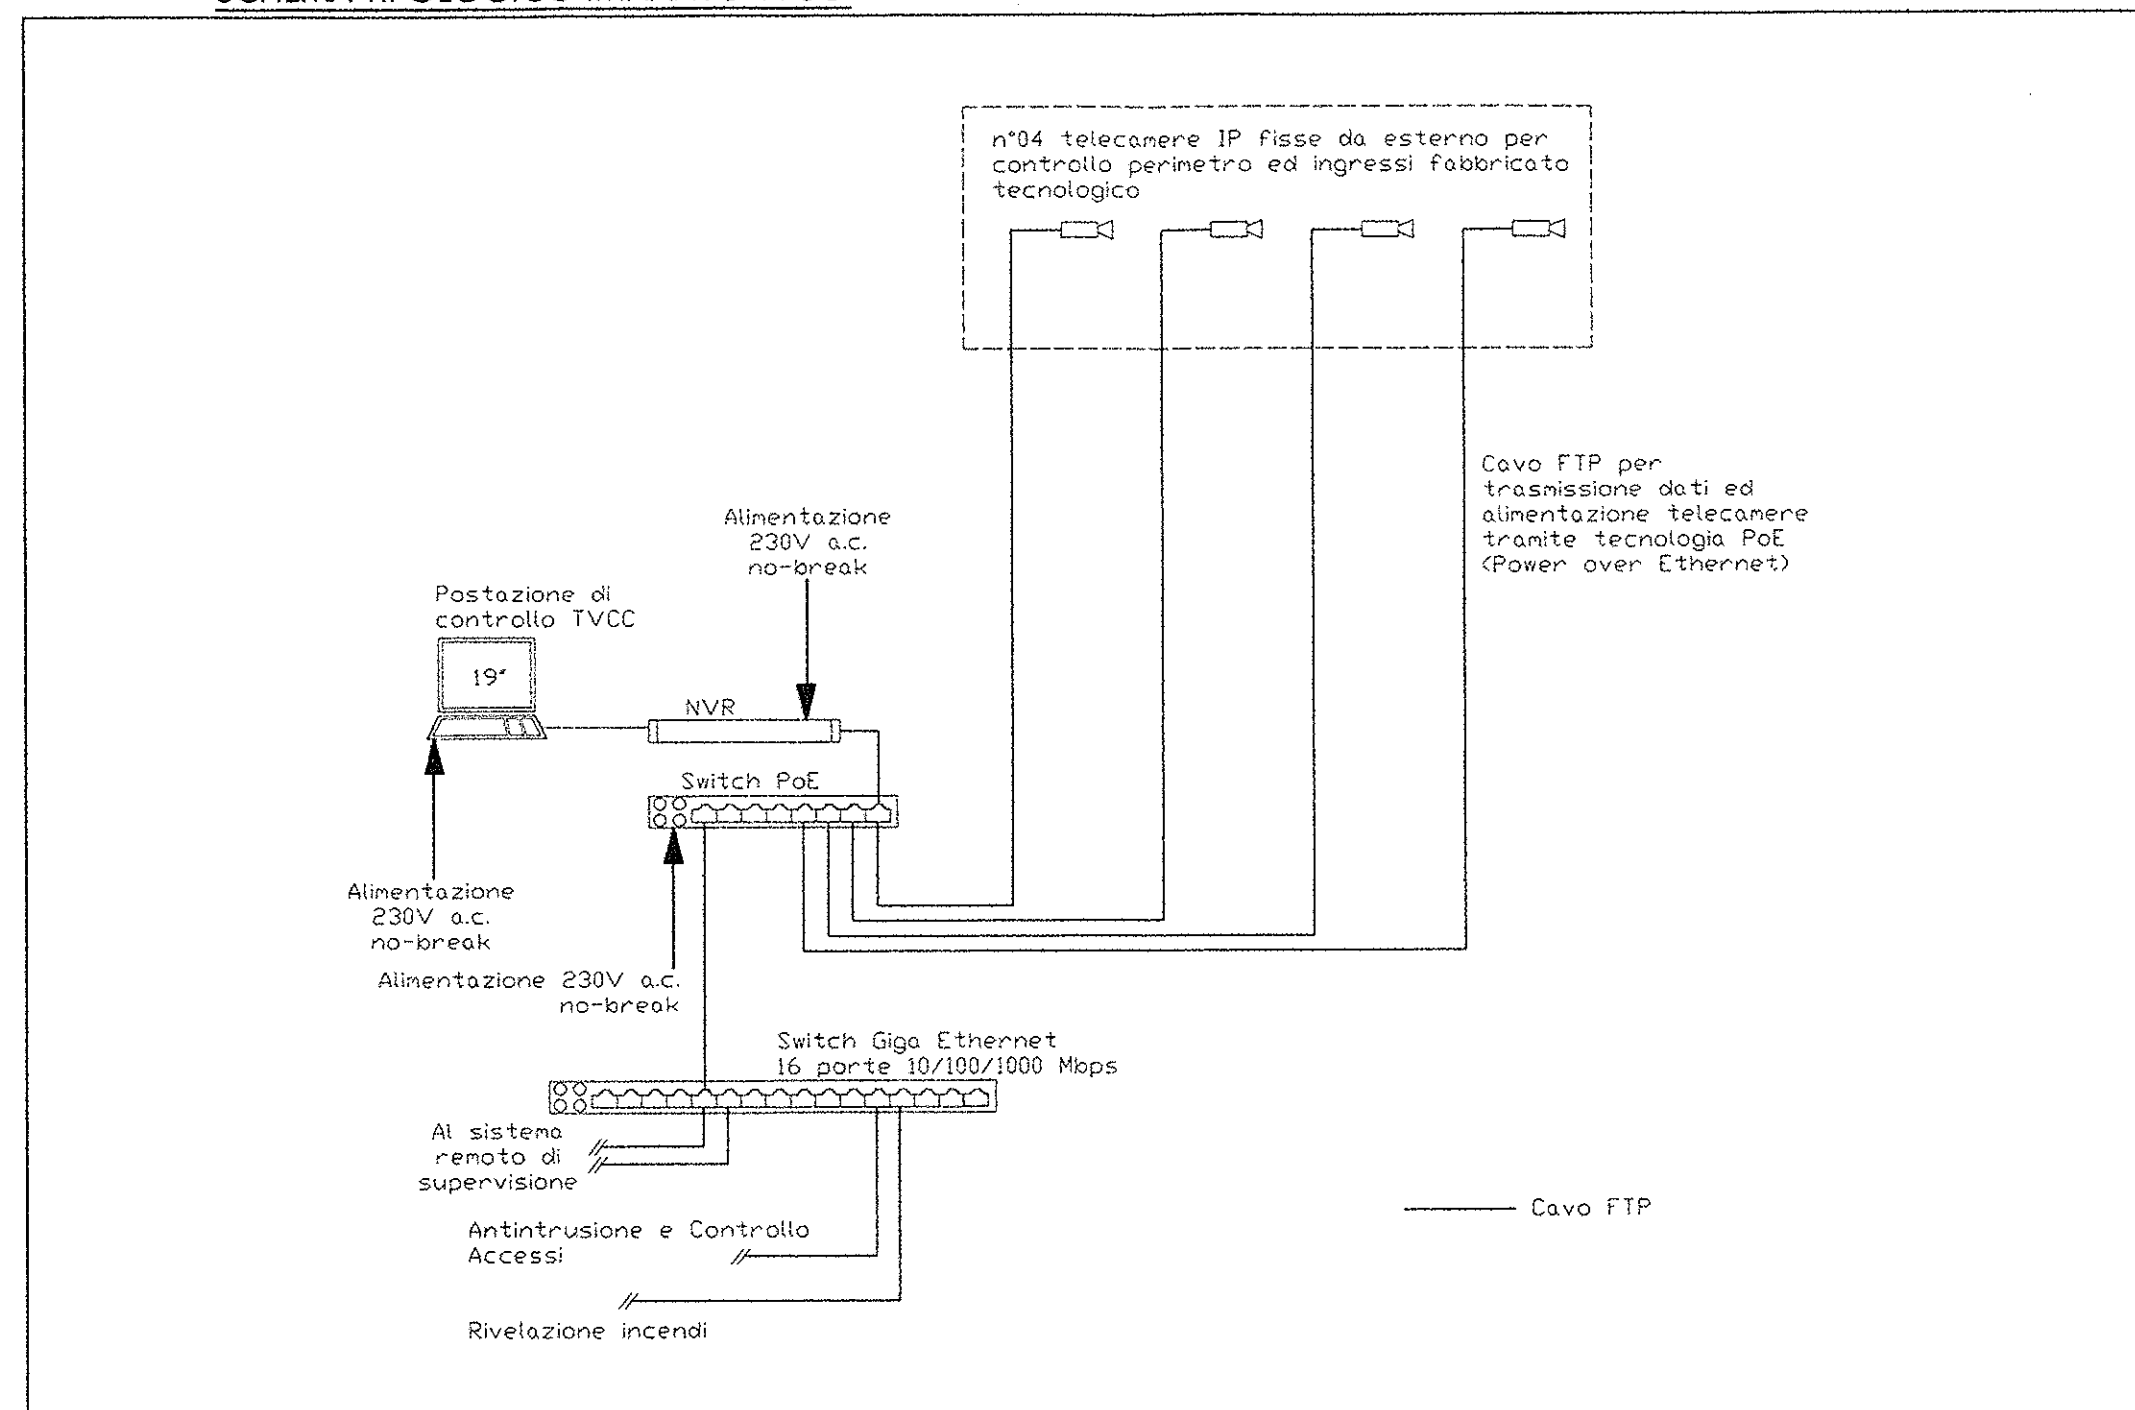 n°04 telecamere IP fisse da esterno per
controllo perimetro ed ingressi fabbricato
tecnologico
Cavo FTP per
trasmissione dati ed
alimentazione telecamere
tramite tecnologia PoE
(Power over Ethernet)
Alimentazione
230V a.c.
no-break
Postazione di
controllo TVCC
19"
NVR
Switch PoE
Alimentazione
230V a.c.
no-break
Alimentazione 230V a.c.
no-break
Switch Giga Ethernet
16 porte 10/100/1000 Mbps
Al sistema
remoto di
supervisione
Antintrusione e Controllo
Accessi
Rivelazione incendi
Cavo FTP